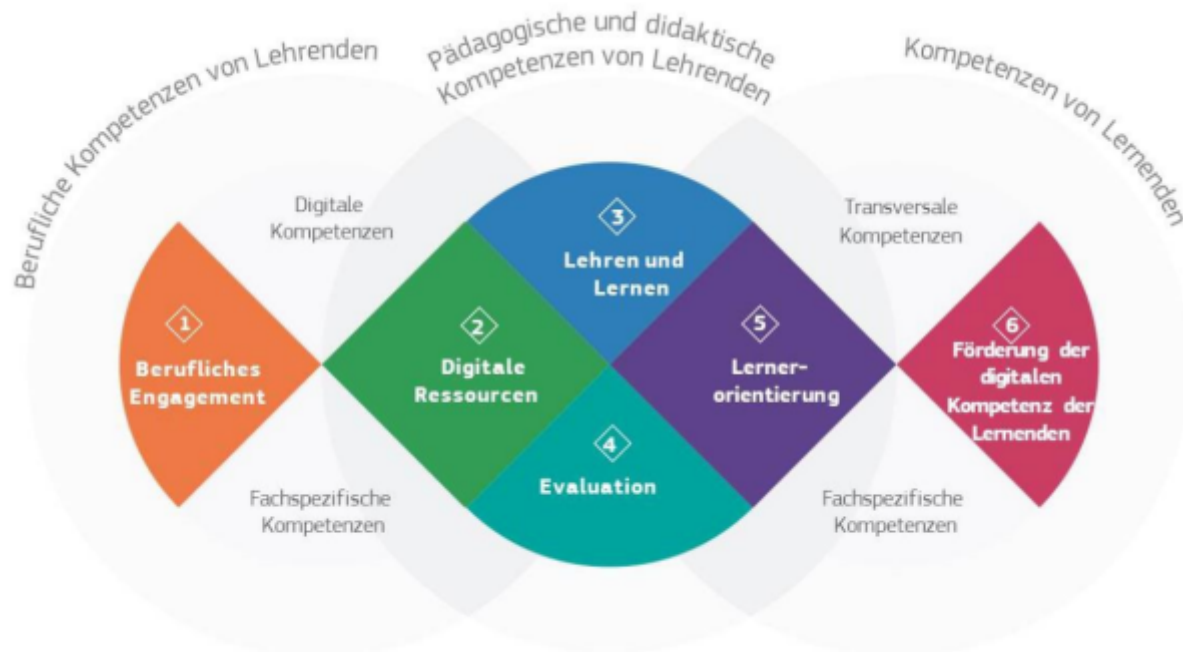 Berufliche Kompetenzen von Lehrenden
Pädagogische und didaktische
Kompetenzen von Lehrenden
Kompetenzen von Lernenden
Digitale
Kompetenzen
Transversale
Kompetenzen
1
Berufliches
Engagement
2
Digitale
Ressourcen
3
Lehren und
Lernen
4
Evaluation
5
Lerner-
orientierung
6
Förderung der
digitalen
Kompetenz der
Lernenden
Fachspezifische
Kompetenzen
Fachspezifische
Kompetenzen